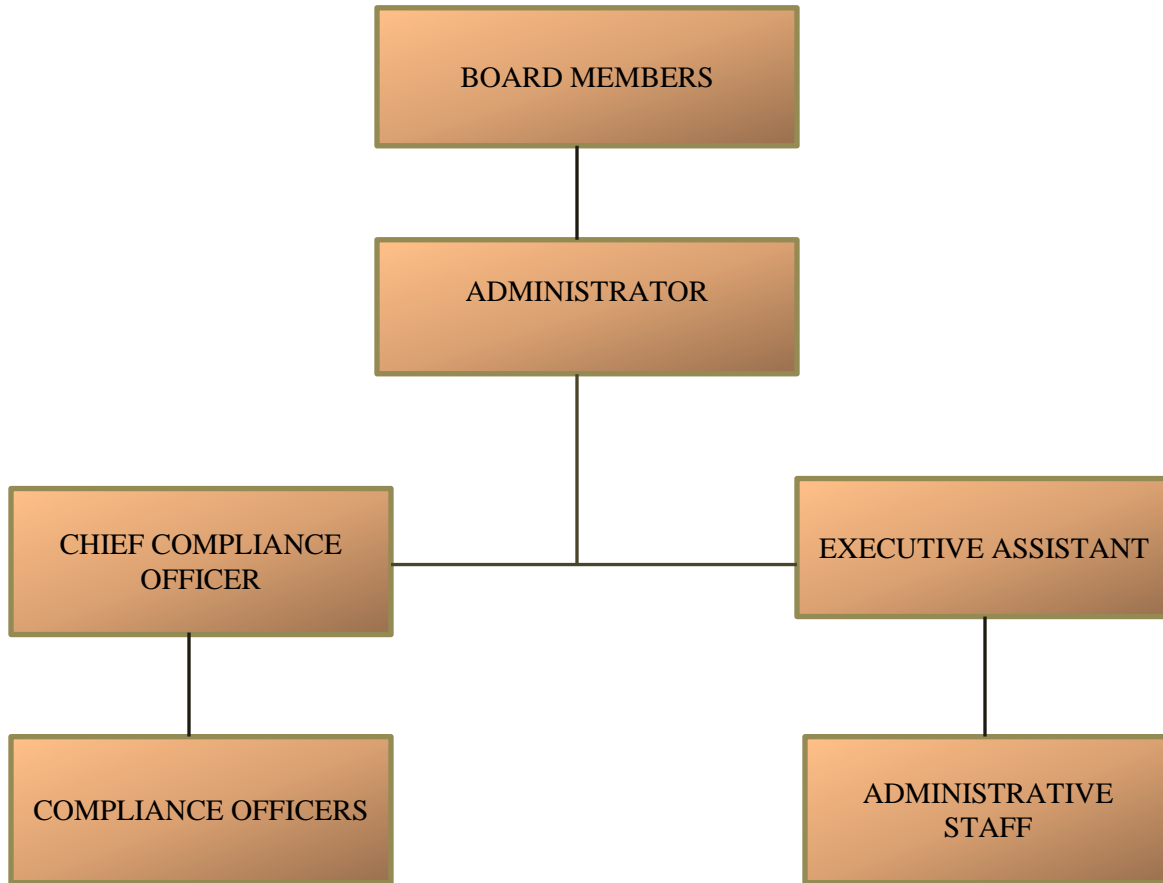 BOARD MEMBERS
ADMINISTRATOR
CHIEF COMPLIANCE
OFFICER
EXECUTIVE ASSISTANT
COMPLIANCE OFFICERS
ADMINISTRATIVE
STAFF